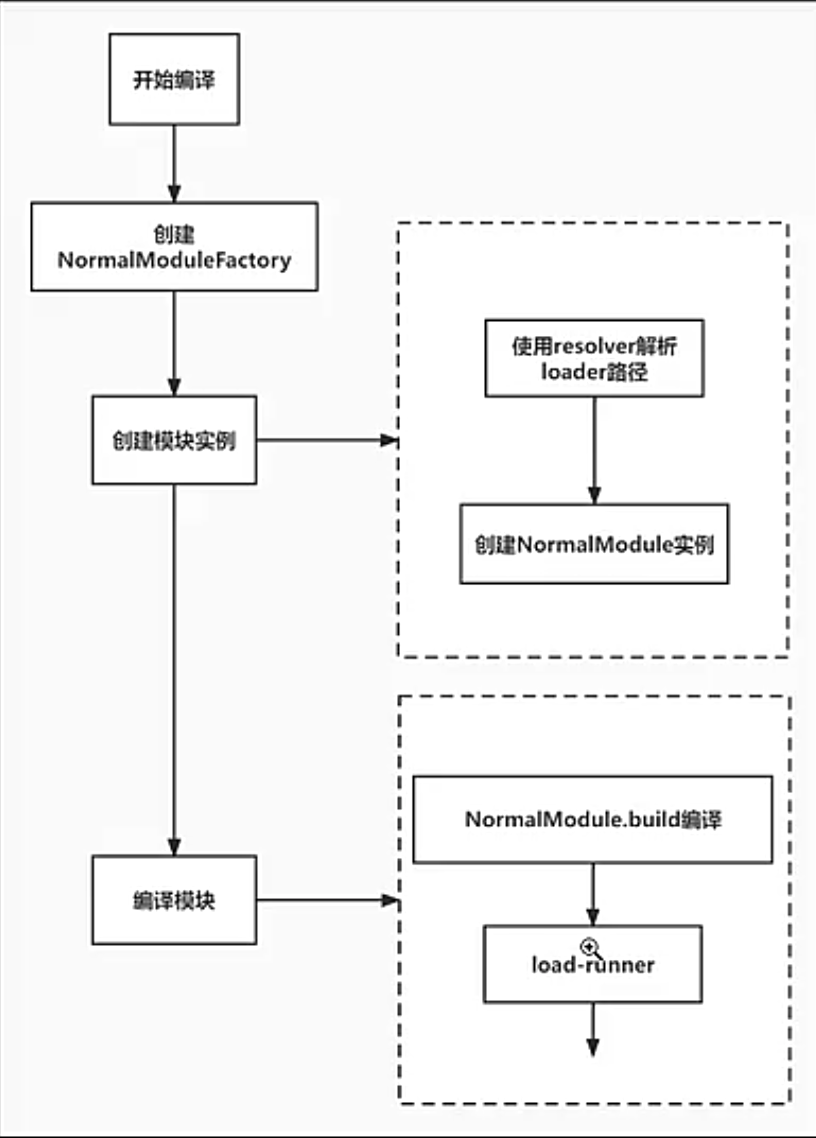 开始编译
创建
NormalModuleFactory
创建模块实例
使用resolver解析
loader路径
创建NormalModule实例
编译模块
NormalModule.build编译
load-runner